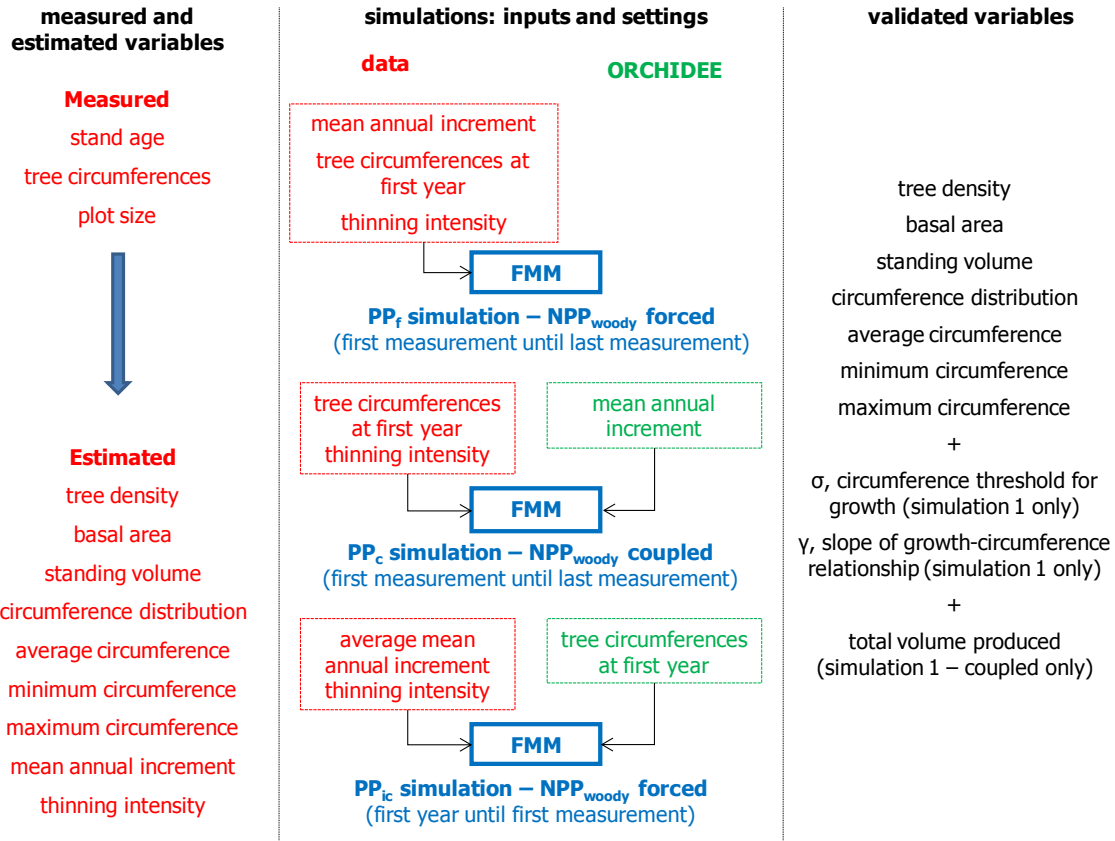 measured and
estimated variables
Measured
stand age
tree circumferences
plot size
Estimated
tree density
basal area
standing volume
circumference distribution
average circumference
minimum circumference
maximum circumference
mean annual increment
thinning intensity
simulations: inputs and settings
data
ORCHIDEE
mean annual increment
tree circumferences at
first year
thinning intensity
FMM
PPf simulation – NPPwoody forced
(first measurement until last measurement)
tree circumferences
at first year
thinning intensity
mean annual
increment
FMM
PPc simulation – NPPwoody coupled
(first measurement until last measurement)
average mean
annual increment
thinning intensity
tree circumferences
at first year
FMM
PPic simulation – NPPwoody forced
(first year until first measurement)
validated variables
tree density
basal area
standing volume
circumference distribution
average circumference
minimum circumference
maximum circumference
+
σ, circumference threshold for
growth (simulation 1 only)
γ, slope of growth-circumference
relationship (simulation 1 only)
+
total volume produced
(simulation 1 – coupled only)